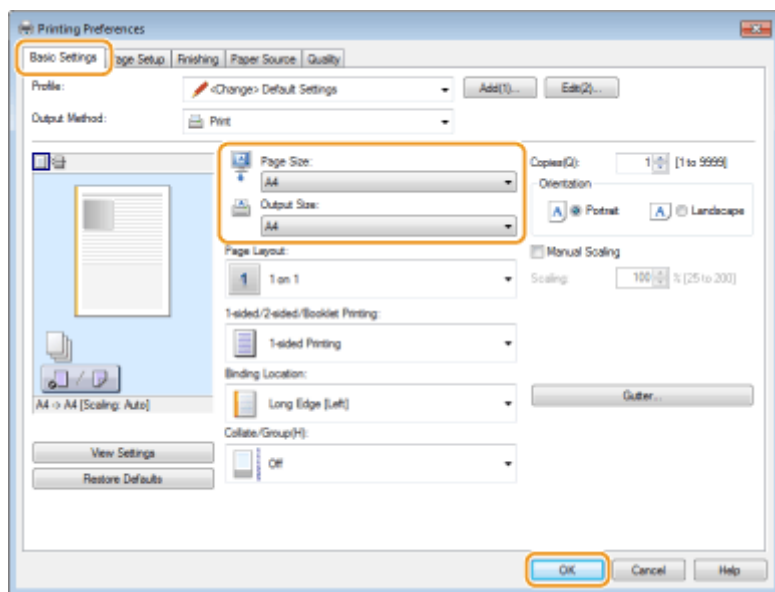 Printing Preferences
Basic Settings Page Setup Finishing Paper Source Quality
Profile: <Change> Default Settings Add(1)... Edit(2)...
Output Method: Print
Page Size:
A4
Output Size:
A4
Copies(Q): 1 [1 to 9999]
Orientation
A Portrait A Landscape
Page Layout:
1 1 on 1
Manual Scaling
Scaling: 100 % [25 to 200]
1-sided/2-sided/Booklet Printing:
1-sided Printing
Binding Location:
Long Edge [Left]
Gutter...
A4 -> A4 [Scaling: Auto]
Collate/Group(H):
Off
View Settings
Restore Defaults
OK Cancel Help